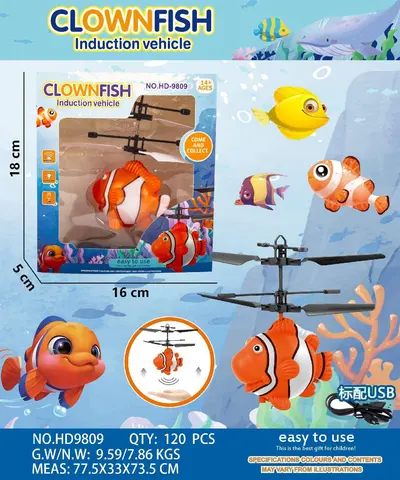 CLOWNFISH
Induction vehicle
CLOWNFISH
Induction vehicle
NO.HD-9809
14+
AGES
COME AND
COLLECT
easy to use
18 cm
5 cm
16 cm
标配USB
NO.HD9809 QTY: 120 PCS
G.W/N.W: 9.59/7.86 KGS
MEAS: 77.5X33X73.5 CM
easy to use
This is the best gift for children!
SPECIFICATIONS COLOURS AND CONTENTS
MAY VARY FROM ILLUSTRATIONS